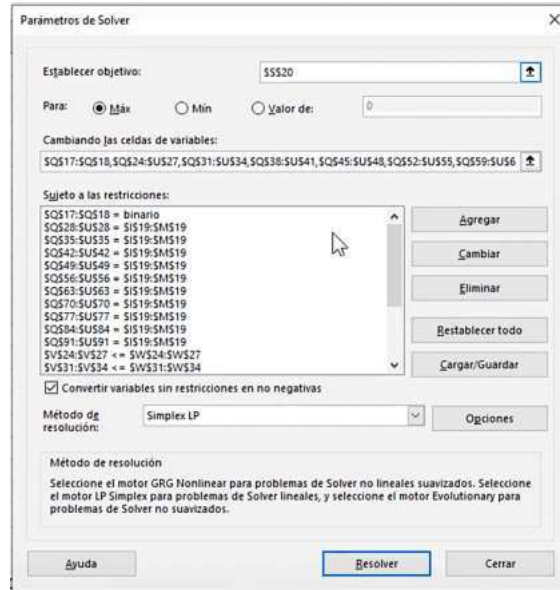 Parámetros de Solver
Establecer objetivo: $S$20
Para: Máx Mín Valor de: 0
Cambiando las celdas de variables:
$Q$17:$Q$18,$Q$24:$U$27,$Q$31:$U$34,$Q$38:$U$41,$Q$45:$U$48,$Q$52:$U$55,$Q$59:$U$6
Sujeto a las restricciones:
$Q$17:$Q$18 = binario
$Q$28:$U$28 = $I$19:$M$19
$Q$35:$U$35 = $I$19:$M$19
$Q$42:$U$42 = $I$19:$M$19
$Q$49:$U$49 = $I$19:$M$19
$Q$56:$U$56 = $I$19:$M$19
$Q$63:$U$63 = $I$19:$M$19
$Q$70:$U$70 = $I$19:$M$19
$Q$77:$U$77 = $I$19:$M$19
$Q$84:$U$84 = $I$19:$M$19
$Q$91:$U$91 = $I$19:$M$19
$V$24:$V$27 <= $W$24:$W$27
$V$31:$V$34 <= $W$31:$W$34
Agregar
Cambiar
Eliminar
Restablecer todo
Cargar/Guardar
Convertir variables sin restricciones en no negativas
Método de
resolución:
Simplex LP
Opciones
Método de resolución
Seleccione el motor GRG Nonlinear para problemas de Solver no lineales suavizados. Seleccione
el motor LP Simplex para problemas de Solver lineales, y seleccione el motor Evolutionary para
problemas de Solver no suavizados.
Ayuda Resolver Cerrar